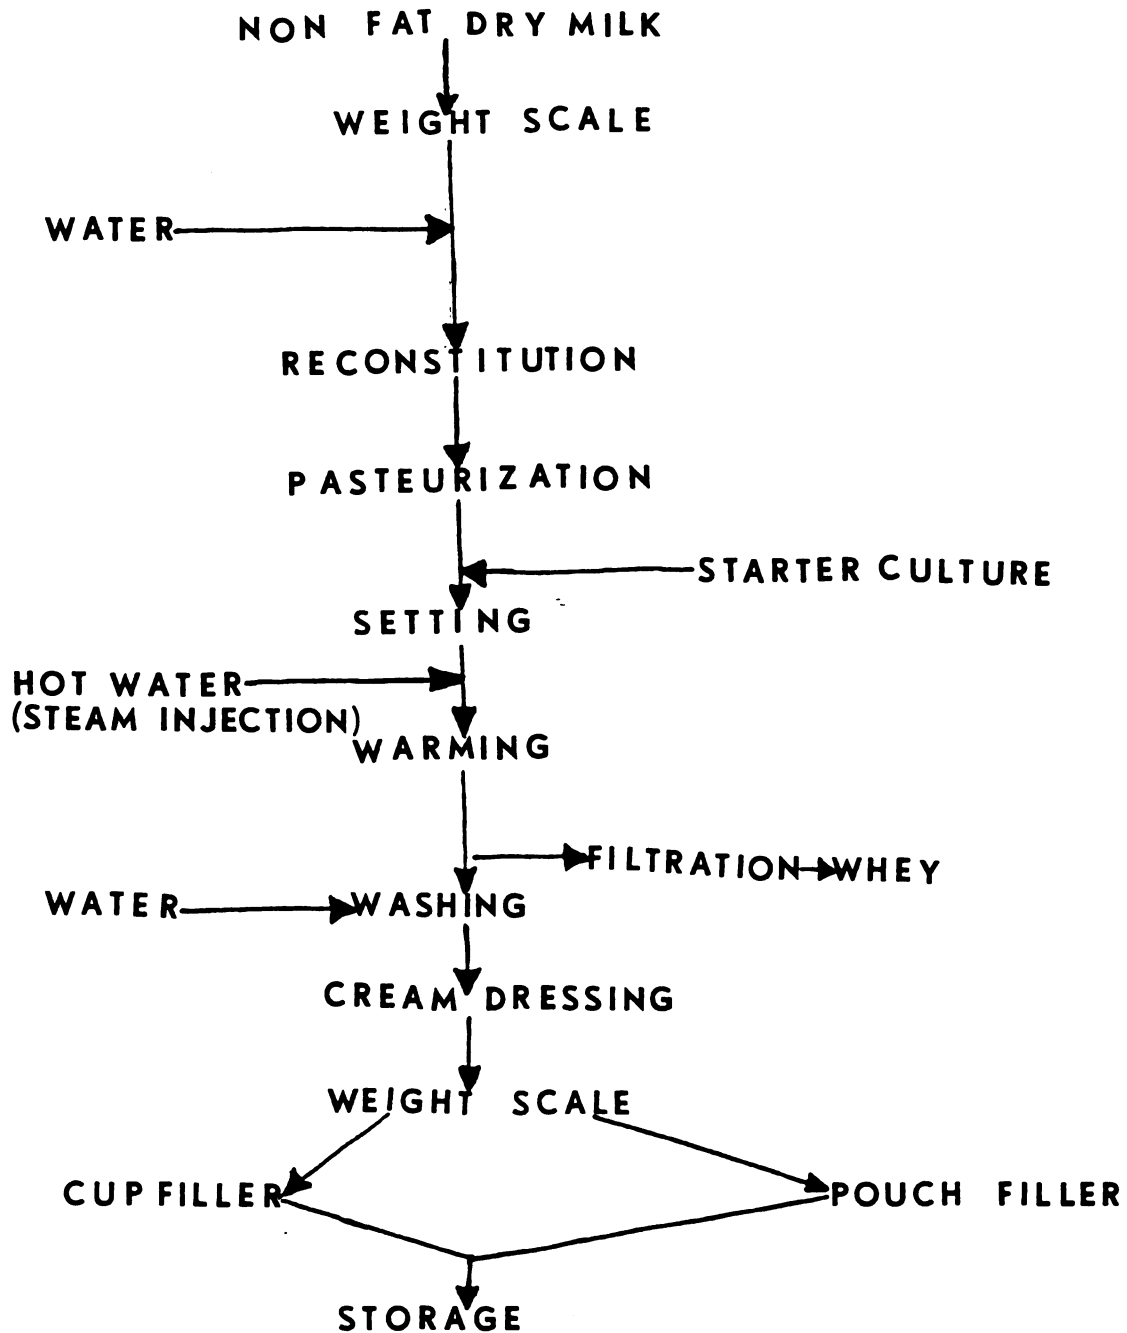 NON FAT DRY MILK
WEIGHT SCALE
WATER
RECONSTITUTION
PASTEURIZATION
STARTER CULTURE
SETTING
HOT WATER
(STEAM INJECTION)
WARMING
FILTRATION WHEY
WATER WASHING
CREAM DRESSING
WEIGHT SCALE
CUP FILLER POUCH FILLER
STORAGE